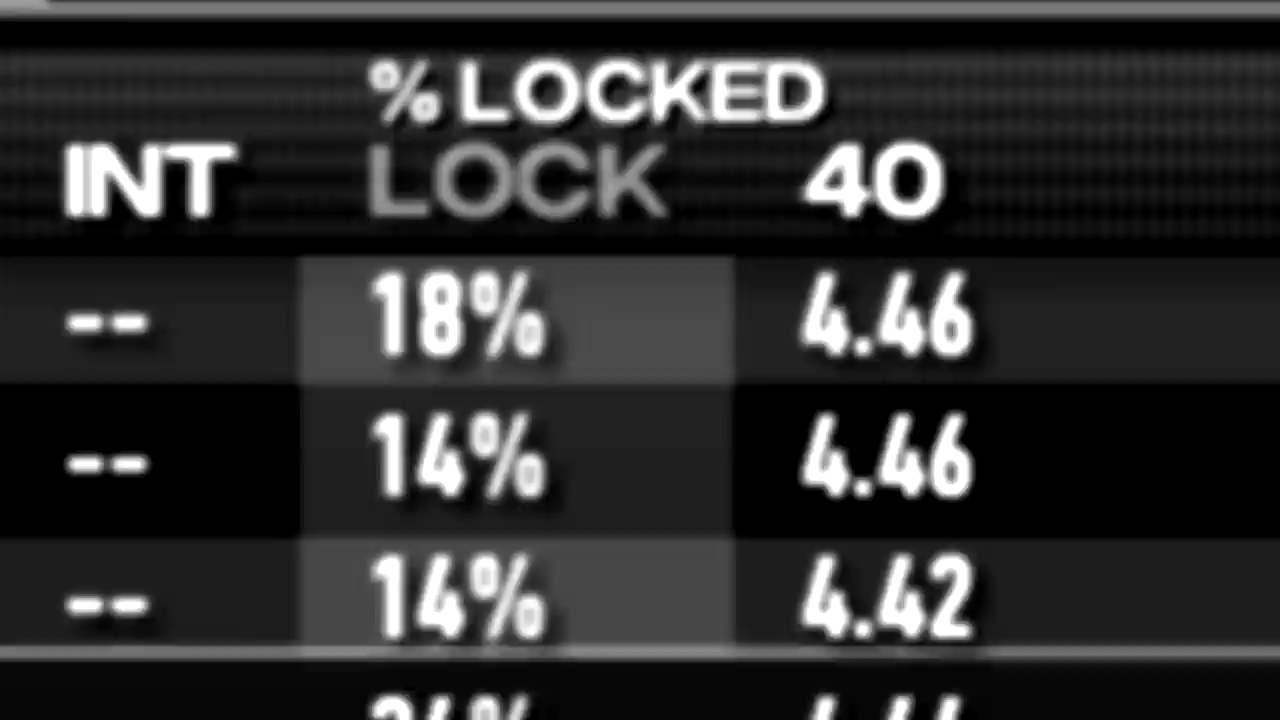 % LOCKED
INT LOCK 40
-- 18% 4.46
-- 14% 4.46
-- 14% 4.42